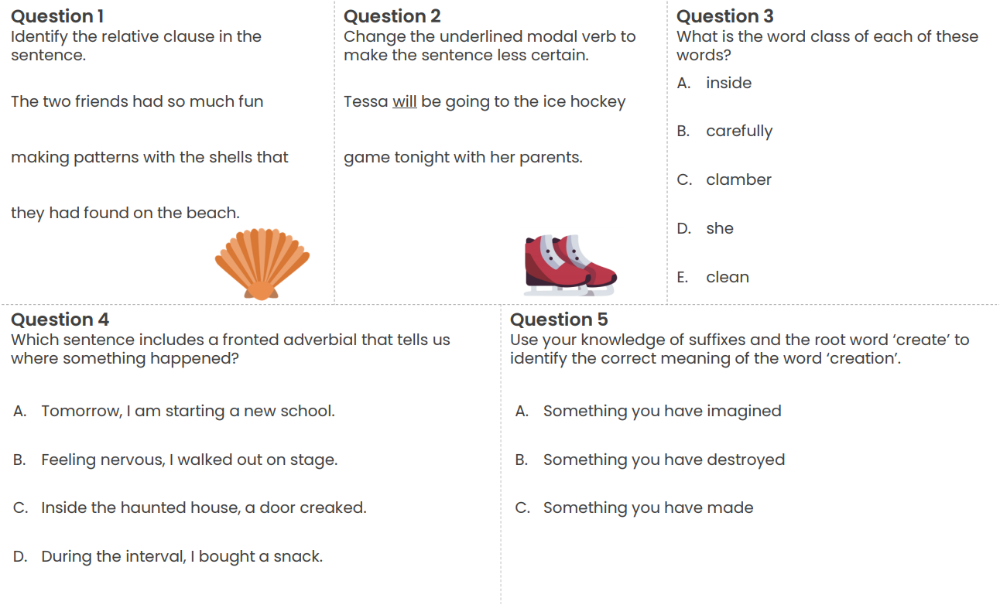 Question 1
Identify the relative clause in the
sentence.
The two friends had so much fun
making patterns with the shells that
they had found on the beach.
Question 2
Change the underlined modal verb to
make the sentence less certain.
Tessa will be going to the ice hockey
game tonight with her parents.
Question 3
What is the word class of each of these
words?
A. inside
B. carefully
C. clamber
D. she
E. clean
Question 4
Which sentence includes a fronted adverbial that tells us
where something happened?
A. Tomorrow, I am starting a new school.
B. Feeling nervous, I walked out on stage.
C. Inside the haunted house, a door creaked.
D. During the interval, I bought a snack.
Question 5
Use your knowledge of suffixes and the root word ‘create’ to
identify the correct meaning of the word ‘creation’.
A. Something you have imagined
B. Something you have destroyed
C. Something you have made